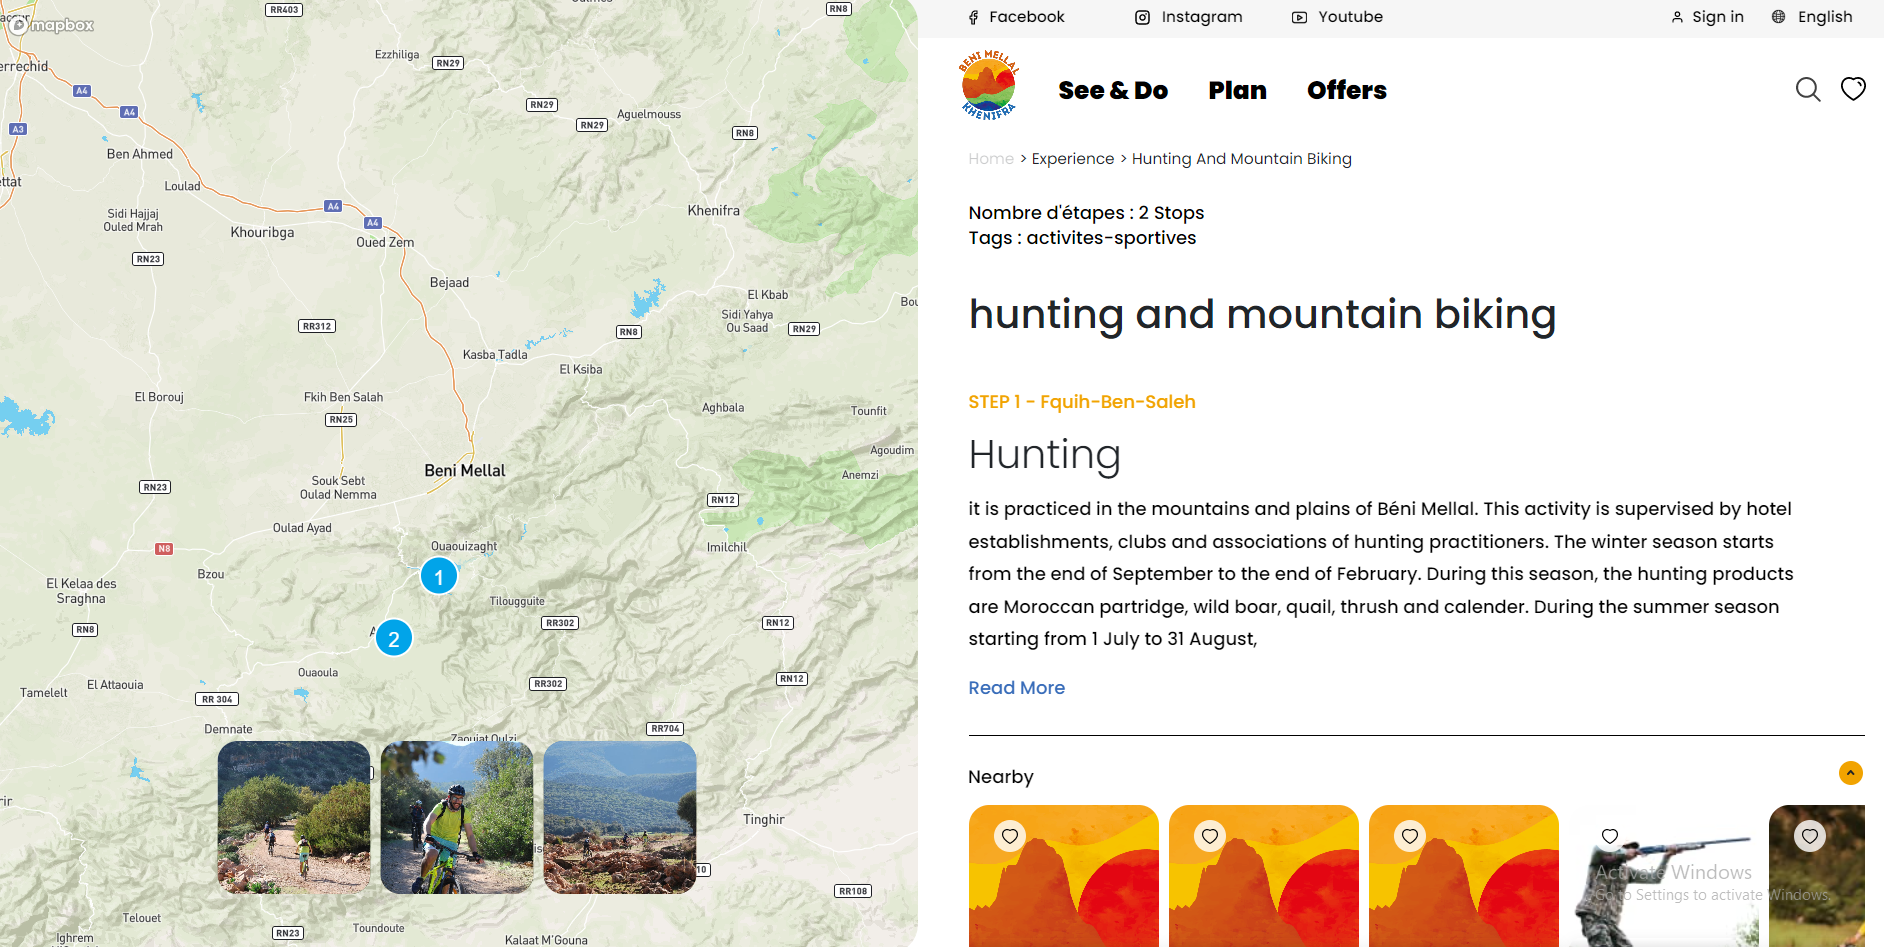 RR403
RN8
mapbox
Ezzhiliga
RN29
A4
A4
RN29
Aguelmouss
RN29
RN8
A3
Ben Ahmed
Loulad
A4
Khenifra
Sidi Hajjaj
Ouled Mrah
A4
Khouribga
Oued Zem
RN23
Bejaad
El Kbab
Sidi Yahya
Ou Saad
RR312
RN8
RN29
Kasba Tadla
El Ksiba
El Borouj
Fkih Ben Salah
Aghbala
Tounfit
RN25
Agoudim
Beni Mellal
Anemzi
Souk Sebt
Oulad Nemma
RN23
RN12
Oulad Ayad
N8
Ouaouizaght
Imilchil
Bzou
1
El Kelaa des
Sraghna
Tilougguite
RN8
RR302
RN12
2
Ouaoula
RN12
RR302
Tamelelt
El Attaouia
RR 304
Demnate
RR704
Zaouiat Oulzi
Tinghir
10
RR108
Telouet
Toundoute
RN23
Ighrem
Kalaat M'Gouna
Facebook
Instagram
Youtube
Sign in
English
BENI MELLAL
KHENIFRA
See & Do
Plan
Offers
Home > Experience > Hunting And Mountain Biking
Nombre d'étapes : 2 Stops
Tags : activites-sportives
hunting and mountain biking
STEP 1 - Fquih-Ben-Saleh
Hunting
it is practiced in the mountains and plains of Béni Mellal. This activity is supervised by hotel
establishments, clubs and associations of hunting practitioners. The winter season starts
from the end of September to the end of February. During this season, the hunting products
are Moroccan partridge, wild boar, quail, thrush and calender. During the summer season
starting from 1 July to 31 August,
Read More
Nearby
Activate Windows
Go to Settings to activate Windows.